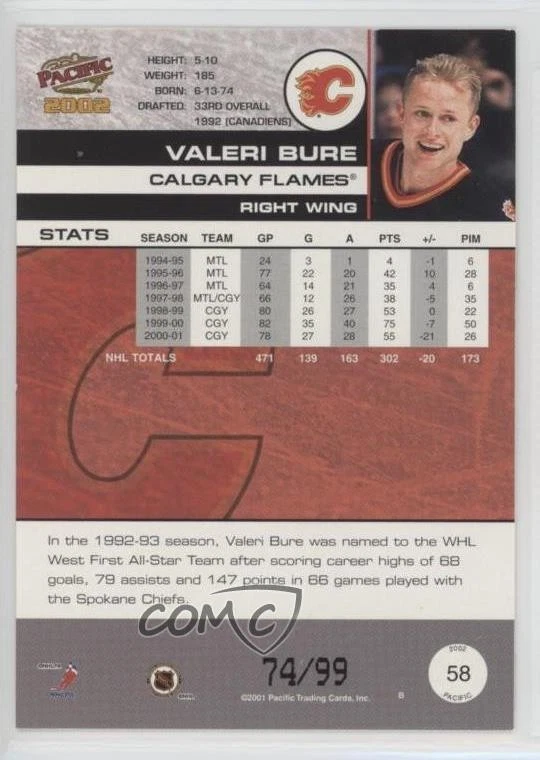 PACIFIC
2002
HEIGHT: 5-10
WEIGHT: 185
BORN: 6-13-74
DRAFTED: 33RD OVERALL
1992 (CANADIENS)
VALERI BURE
CALGARY FLAMES®
RIGHT WING
STATS SEASON TEAM GP G A PTS +/- PIM
1994-95 MTL 24 3 1 4 -1 6
1995-96 MTL 77 22 20 42 10 28
1996-97 MTL 64 14 21 35 4 6
1997-98 MTL/CGY 66 12 26 38 -5 35
1998-99 CGY 80 26 27 53 0 22
1999-00 CGY 82 35 40 75 -7 50
2000-01 CGY 78 27 28 55 -21 26
NHL TOTALS 471 139 163 302 -20 173
In the 1992-93 season, Valeri Bure was named to the WHL
West First All-Star Team after scoring career highs of 68
goals, 79 assists and 147 points in 66 games played with
the Spokane Chiefs.
COMC
74/99
©2001 Pacific Trading Cards, Inc. B
2002
58
PACIFIC
NHLPA